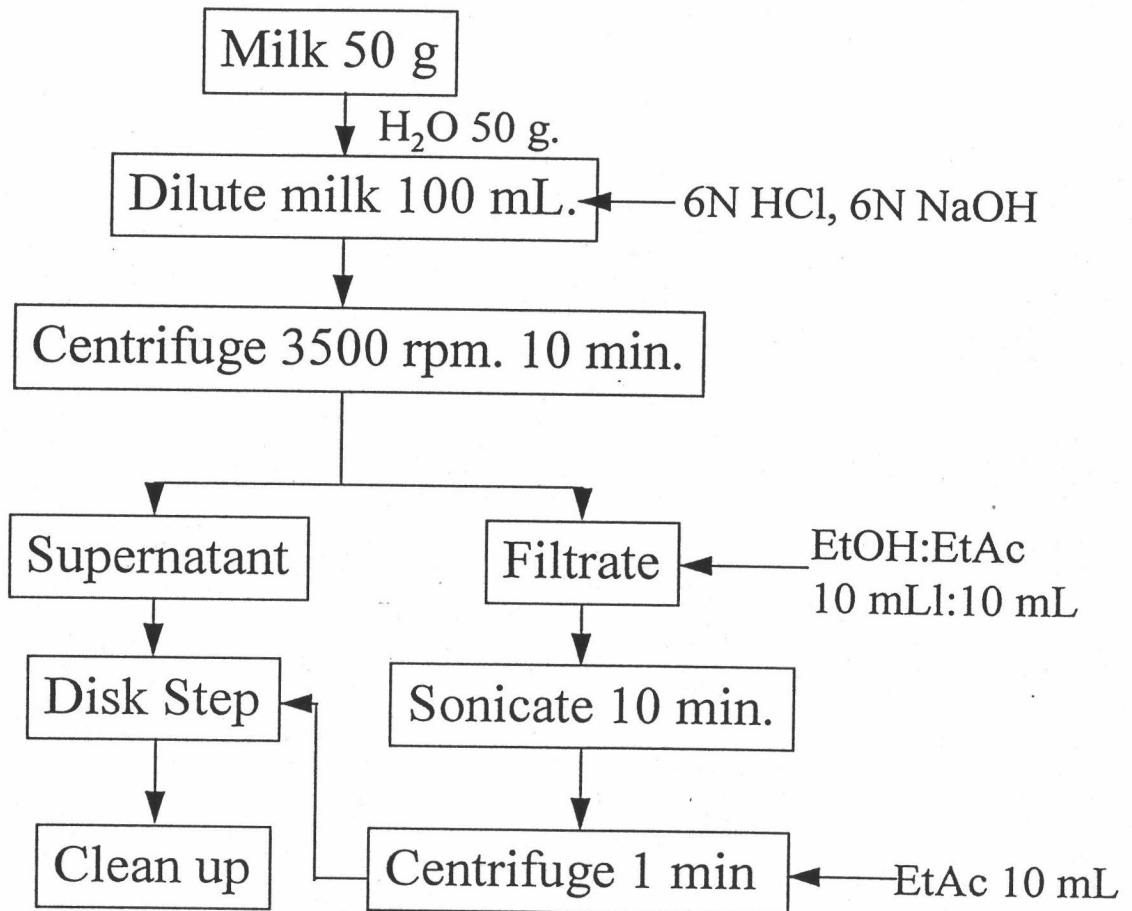 Milk 50 g
H₂O 50 g.
Dilute milk 100 mL.
6N HCl, 6N NaOH
Centrifuge 3500 rpm. 10 min.
Supernatant
Filtrate
EtOH:EtAc
10 mLl:10 mL
Disk Step
Sonicate 10 min.
Clean up
Centrifuge 1 min
EtAc 10 mL